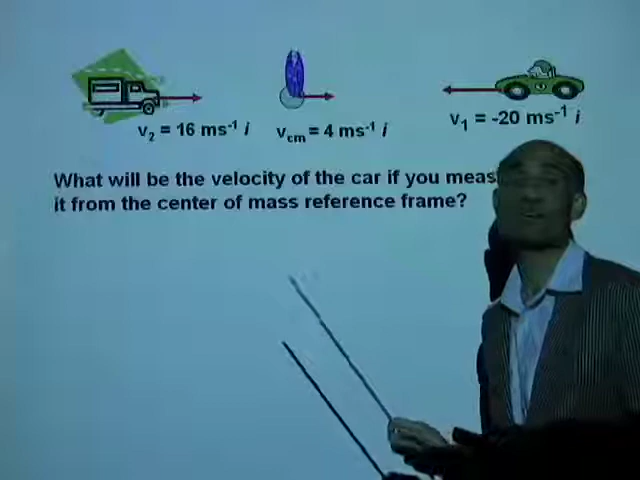 v2 = 16 ms-1 i
vcm = 4 ms-1 i
v1 = -20 ms-1 i
What will be the velocity of the car if you meas
it from the center of mass reference frame?